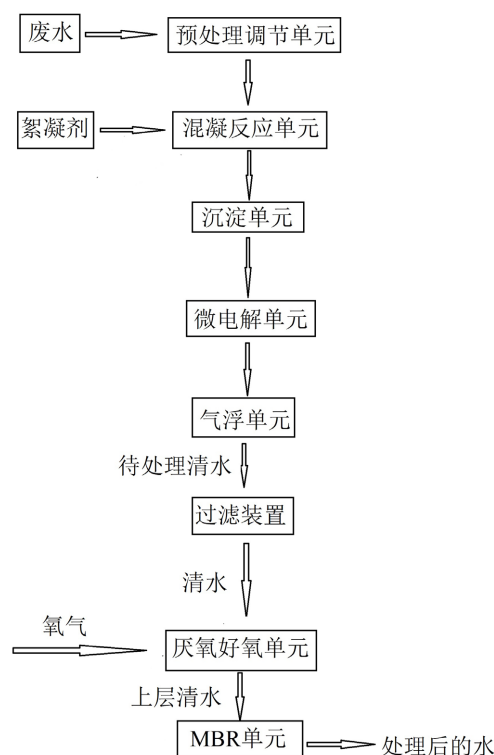 废水
预处理调节单元
絮凝剂
混凝反应单元
沉淀单元
微电解单元
气浮单元
待处理清水
过滤装置
清水
氧气
厌氧好氧单元
上层清水
MBR单元
处理后的水